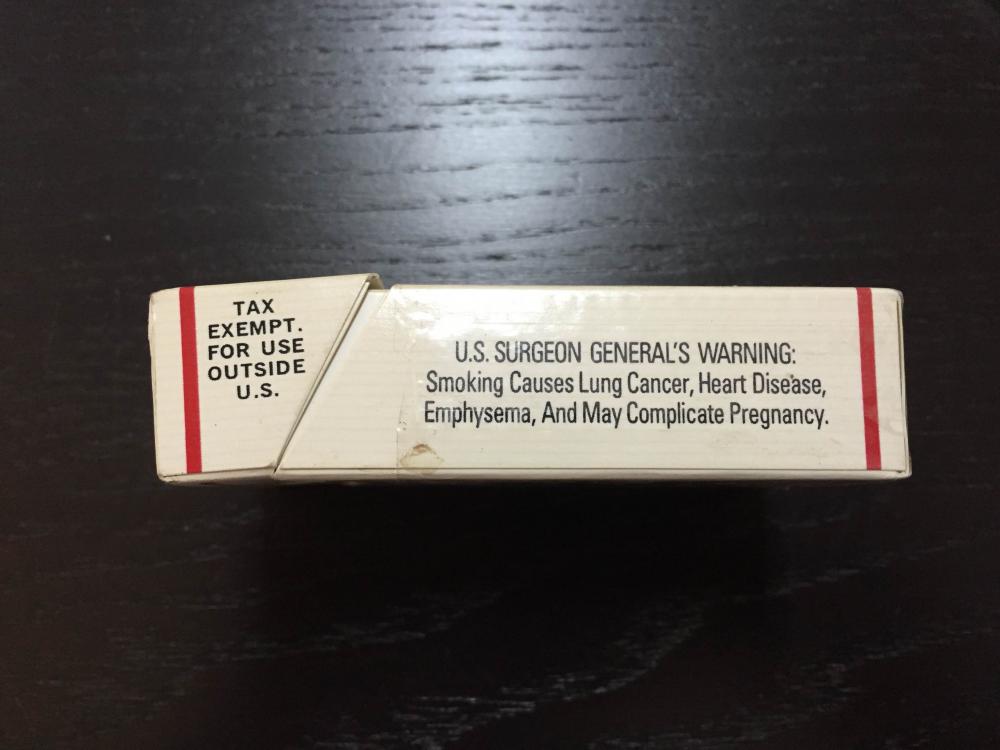 TAX
EXEMPT.
FOR USE
OUTSIDE
U.S.
U.S. SURGEON GENERAL'S WARNING:
Smoking Causes Lung Cancer, Heart Disease,
Emphysema, And May Complicate Pregnancy.